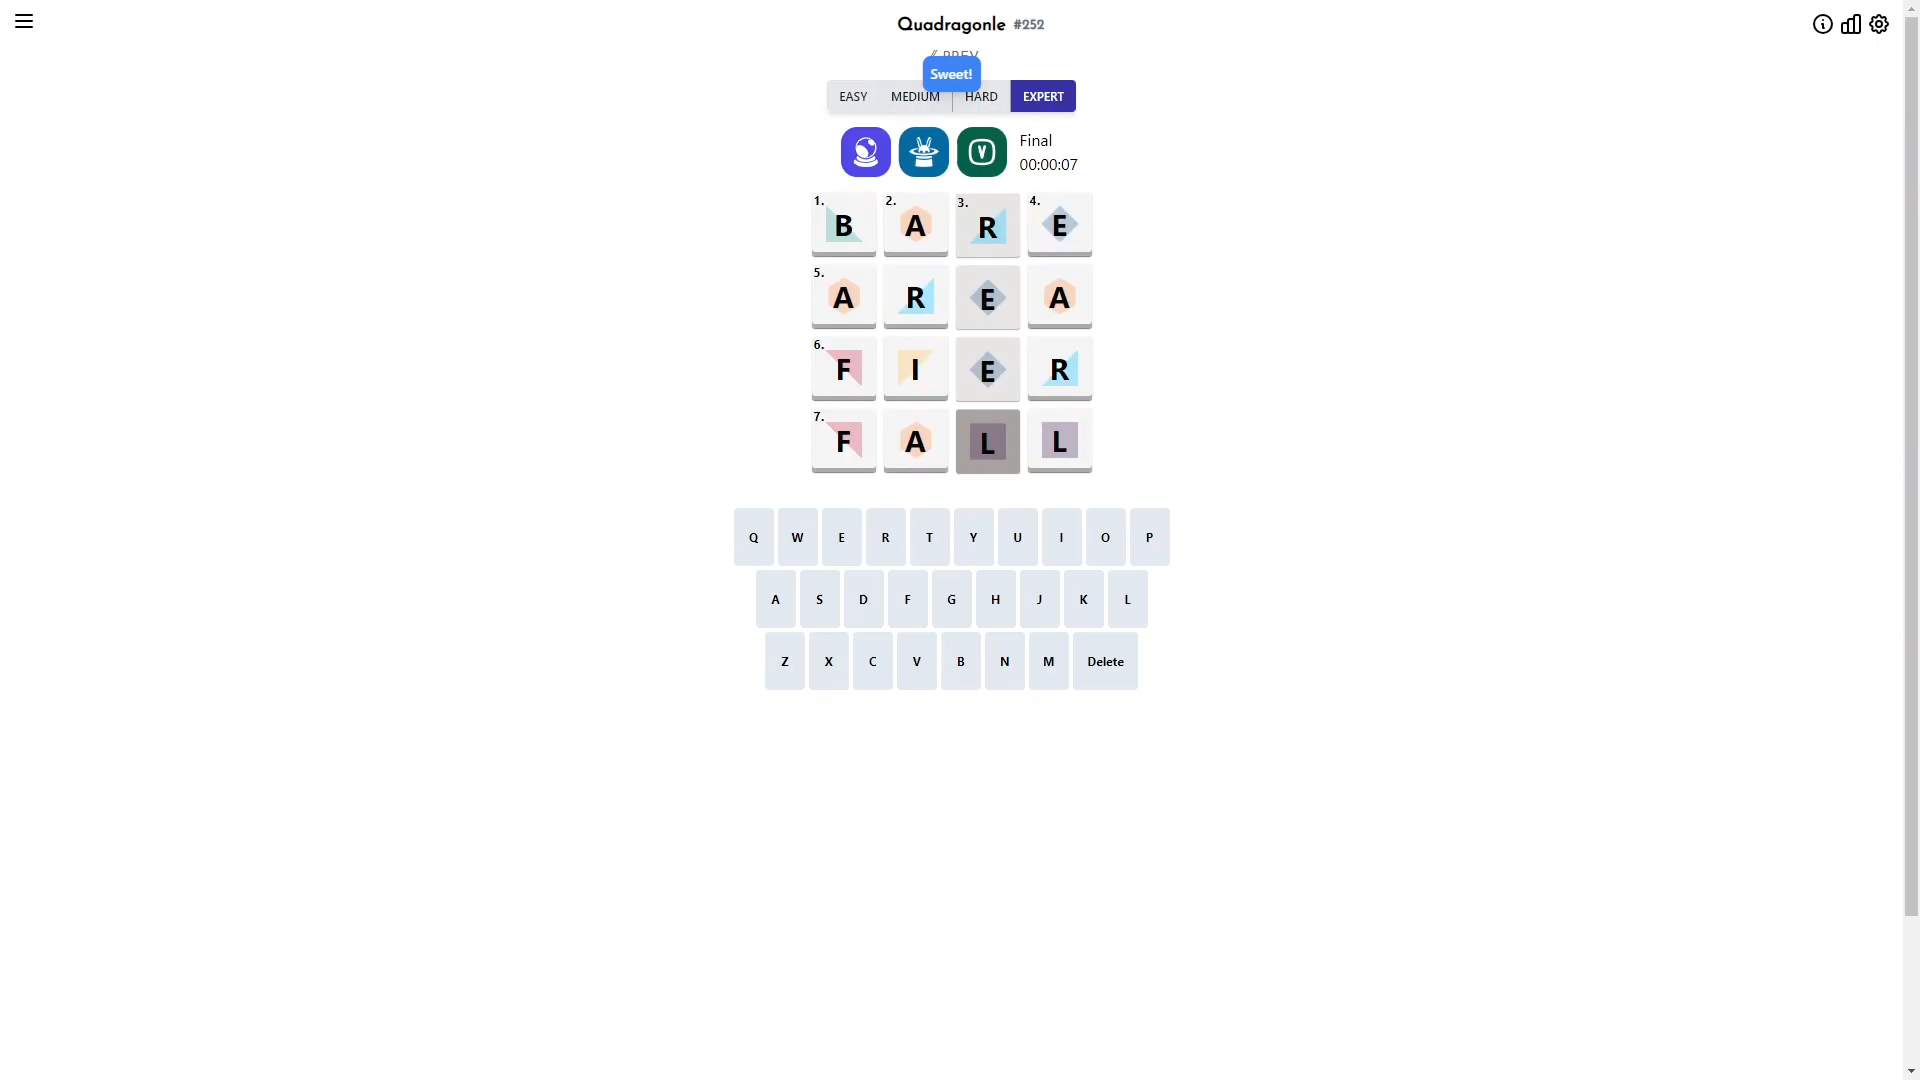 Quadragonle #252
PREV
Sweet!
EASY MEDIUM HARD EXPERT
V
Final
00:00:07
1. B 2. A 3. R 4. E
5. A R E A
6. F I E R
7. F A L L
Q W E R T Y U I O P
A S D F G H J K L
Z X C V B N M Delete